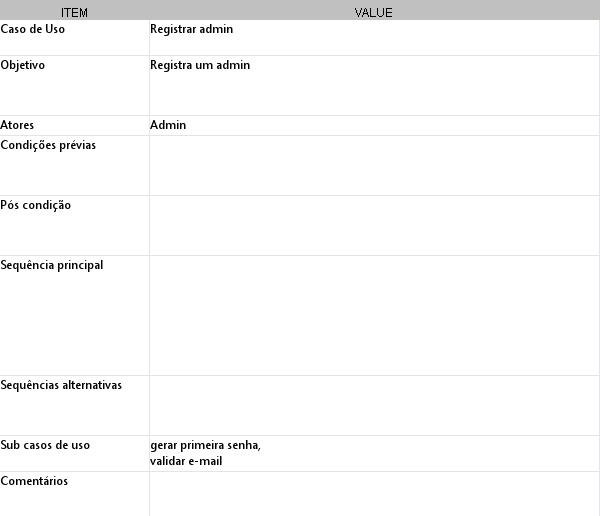 ITEM VALUE
Caso de Uso Registrar admin
Objetivo Registra um admin
Atores Admin
Condições prévias
Pós condição
Sequência principal
Sequências alternativas
Sub casos de uso gerar primeira senha,
validar e-mail
Comentários